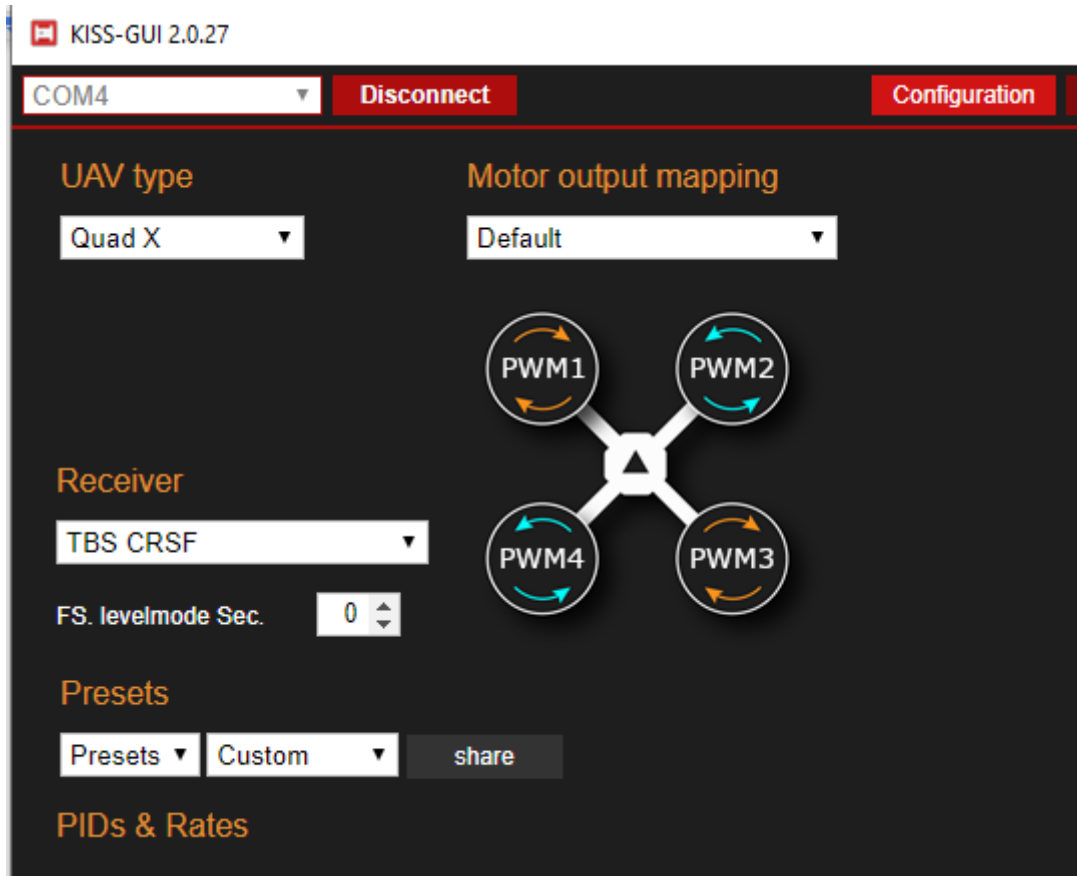 KISS-GUI 2.0.27
COM4 Disconnect Configuration
UAV type Motor output mapping
Quad X Default
PWM1 PWM2
Receiver
TBS CRSF
PWM4 PWM3
FS. levelmode Sec. 0
Presets
Presets Custom share
PIDs & Rates